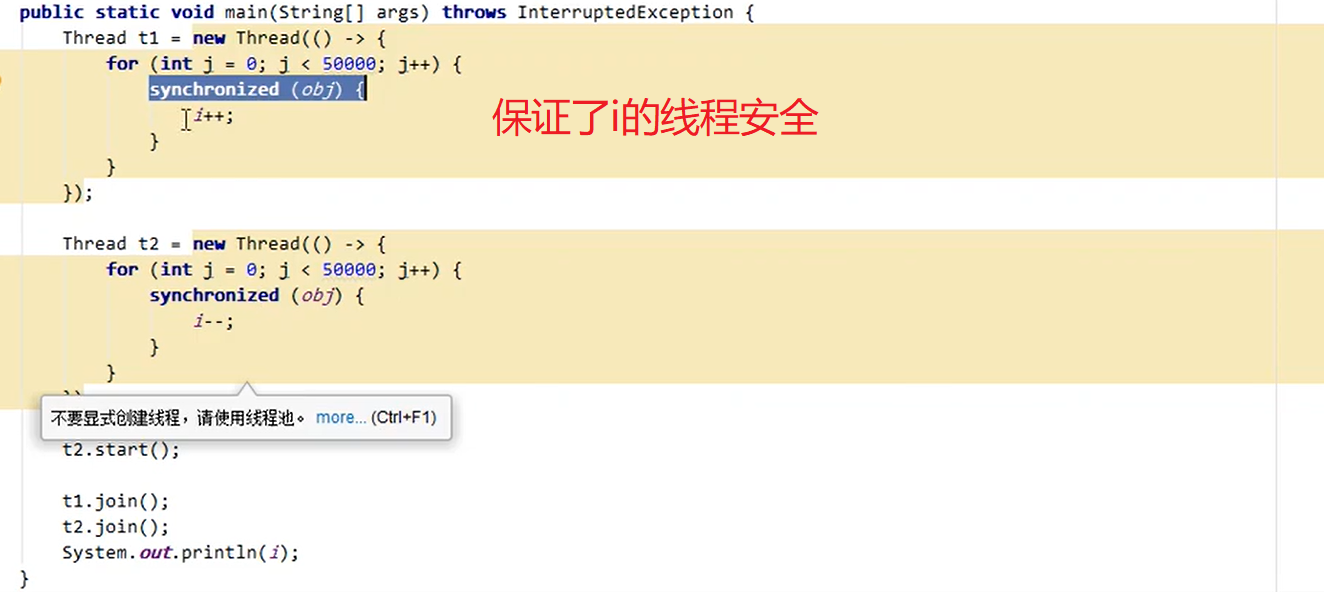 public static void main(String[] args) throws InterruptedException {
Thread t1 = new Thread(() -> {
for (int j = 0; j < 50000; j++) {
synchronized (obj) {
i++;
}
}
});
保证了i的线程安全
Thread t2 = new Thread(() -> {
for (int j = 0; j < 50000; j++) {
synchronized (obj) {
i--;
}
}
不要显式创建线程，请使用线程池。 more... (Ctrl+F1)
t2.start();
t1.join();
t2.join();
System.out.println(i);
}